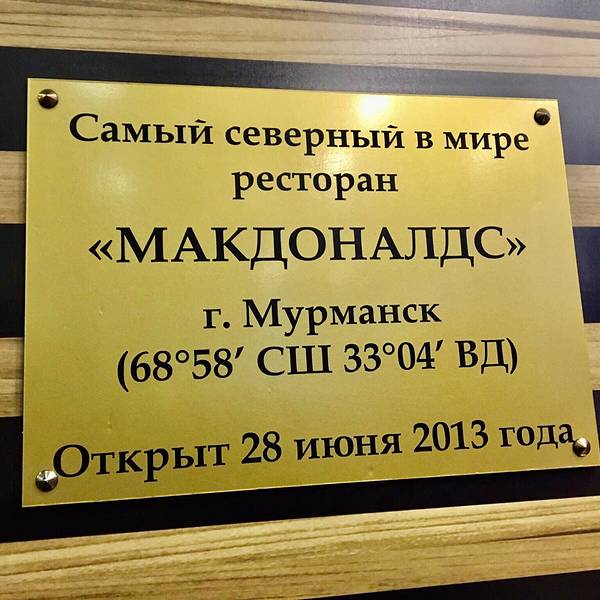 Самый северный в мире
ресторан
«МАКДОНАЛДС»
г. Мурманск
(68°58’ СШ 33°04’ ВД)
Открыт 28 июня 2013 года